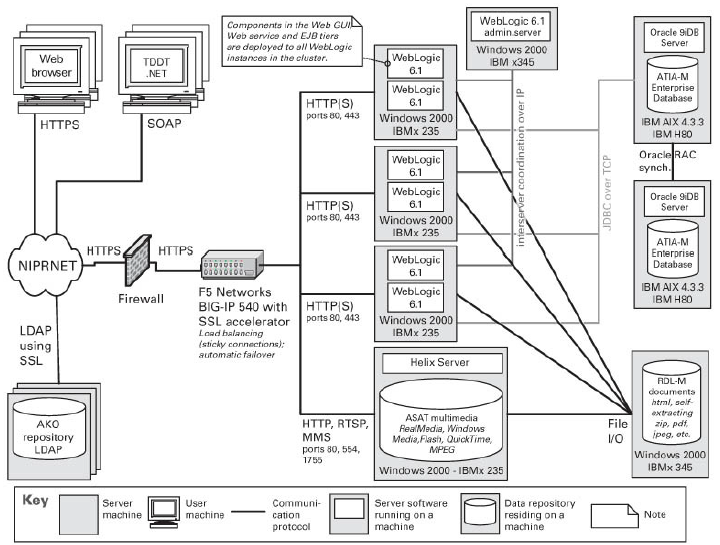 Components in the Web GUI,
Web service and EJB tiers
are deployed to all WebLogic
instances in the cluster.
WebLogic 6.1
admin.server
Windows 2000
IBM x345
Oracle 9iDB
Server
ATIA-M
Enterprise
Database
IBM AIX 4.3.3
IBM H80
Web
browser
TDDT
.NET
HTTPS
SOAP
WebLogic
6.1
WebLogic
6.1
Windows 2000
IBMx 235
HTTP(S)
ports 80, 443
WebLogic
6.1
WebLogic
6.1
Windows 2000
IBMx 235
HTTP(S)
ports 80, 443
WebLogic
6.1
WebLogic
6.1
Windows 2000
IBMx 235
HTTP(S)
ports 80, 443
interserver coordination over IP
JDBC over TCP
Oracle RAC
synch.
Oracle 9iDB
Server
ATIA-M
Enterprise
Database
IBM AIX 4.3.3
IBM H80
NIPRNET
HTTPS
HTTPS
Firewall
F5 Networks
BIG-IP 540 with
SSL accelerator
Load balancing
(sticky connections);
automatic failover
LDAP
using
SSL
AKO
repository
LDAP
HTTP, RTSP,
MMS
ports 80, 554,
1755
Helix Server
ASAT multimedia
RealMedia, Windows
Media,Flash, QuickTime,
MPEG
Windows 2000 - IBMx 235
File
I/O
RDL-M
documents
html, self-
extracting
zip, pdf,
jpeg, etc.
Windows 2000
IBMx 345
Key
Server
machine
User
machine
Communi-
cation
protocol
Server software
running on a
machine
Data repository
residing on a
machine
Note